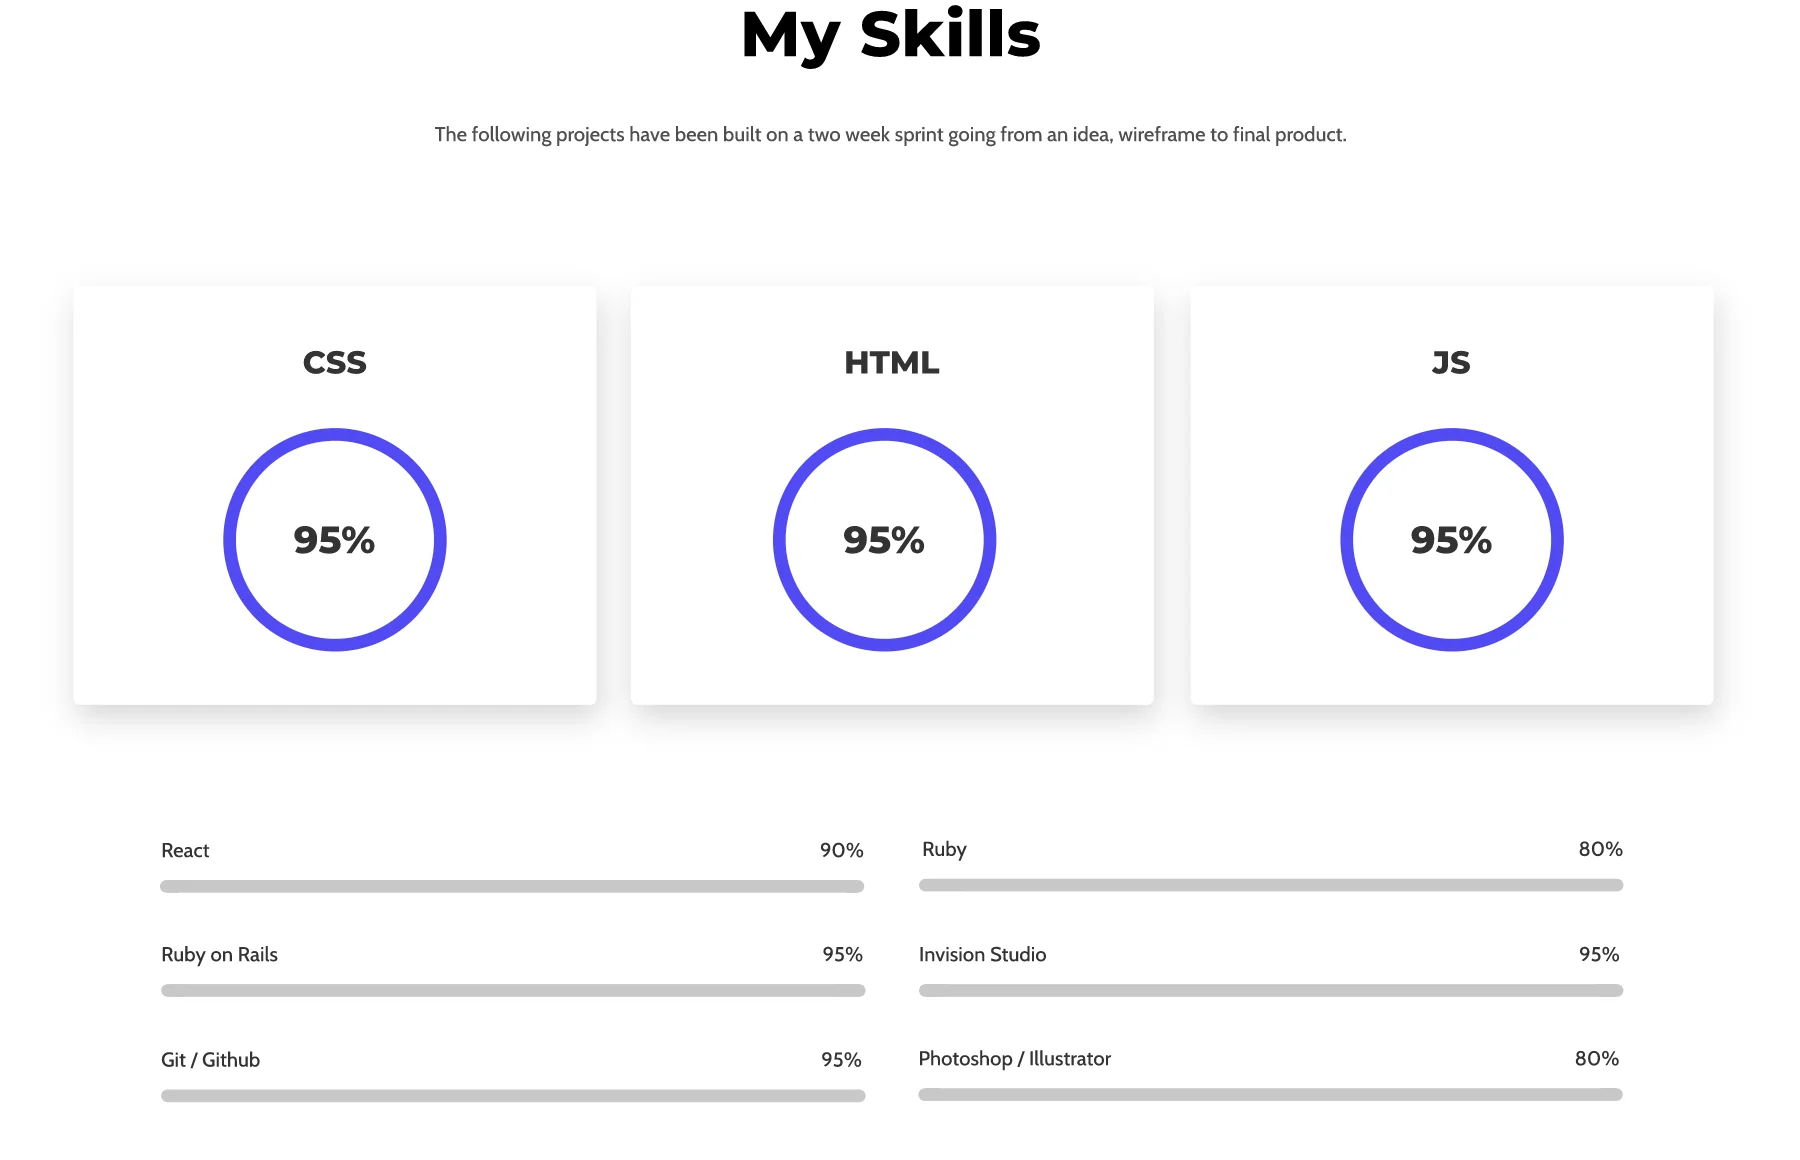 My Skills
The following projects have been built on a two week sprint going from an idea, wireframe to final product.
CSS
HTML
JS
95%
95%
95%
React 90%
Ruby 80%
Ruby on Rails 95%
Invision Studio 95%
Git / Github 95%
Photoshop / Illustrator 80%